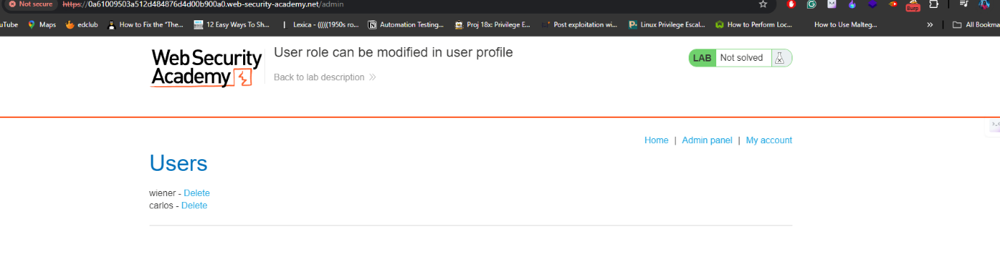 Not secure https://0a61009503a512d484876d4d00b900a0.web-security-academy.net/admin
Burp
uTube Maps edclub How to Fix the "The... 12 Easy Ways To Sh... Lexica - (((((1950s ro... Automation Testing... Proj 18x: Privilege E... Post exploitation wi... Linux Privilege Escal... How to Perform Loc... How to Use Malteg... » All Bookma
Web Security
Academy
User role can be modified in user profile
Back to lab description »
LAB Not solved
Home | Admin panel | My account
Users
wiener - Delete
carlos - Delete